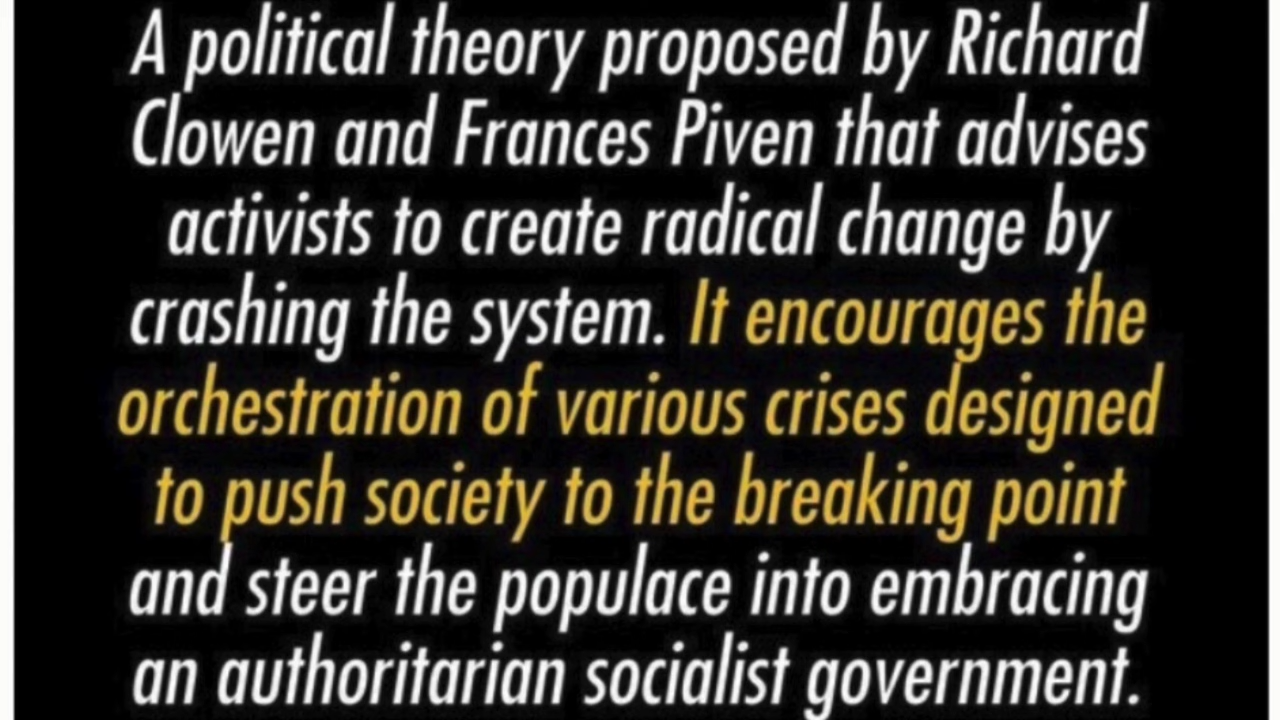 A political theory proposed by Richard
Clowen and Frances Piven that advises
activists to create radical change by
crashing the system. It encourages the
orchestration of various crises designed
to push society to the breaking point
and steer the populace into embracing
an authoritarian socialist government.